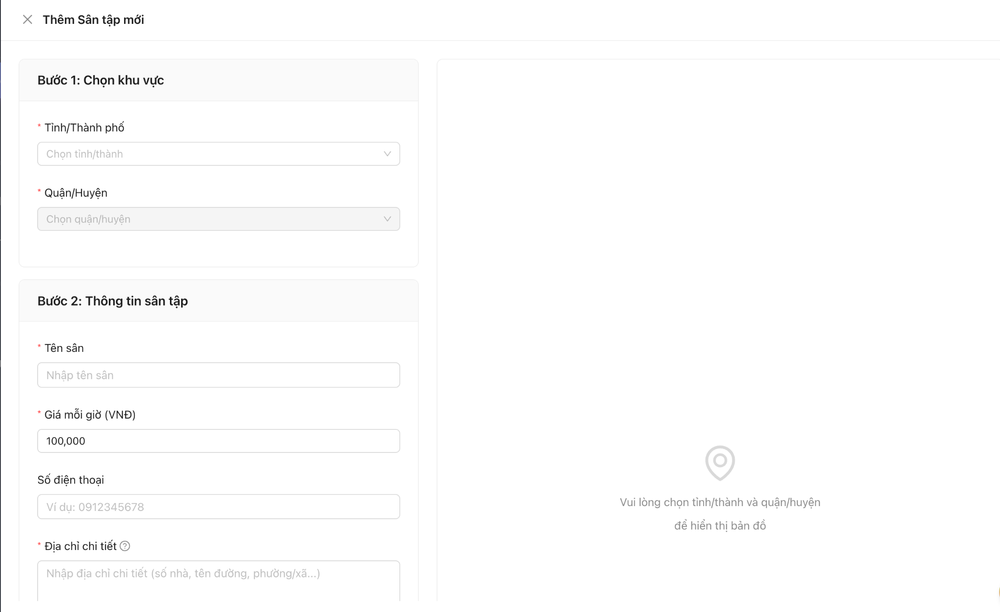 Thêm Sân tập mới
Bước 1: Chọn khu vực
* Tỉnh/Thành phố
Chọn tỉnh/thành
* Quận/Huyện
Chọn quận/huyện
Bước 2: Thông tin sân tập
* Tên sân
Nhập tên sân
* Giá mỗi giờ (VNĐ)
100,000
Số điện thoại
Ví dụ: 0912345678
* Địa chỉ chi tiết
Nhập địa chỉ chi tiết (số nhà, tên đường, phường/xã...)
Vui lòng chọn tỉnh/thành và quận/huyện
để hiển thị bản đồ